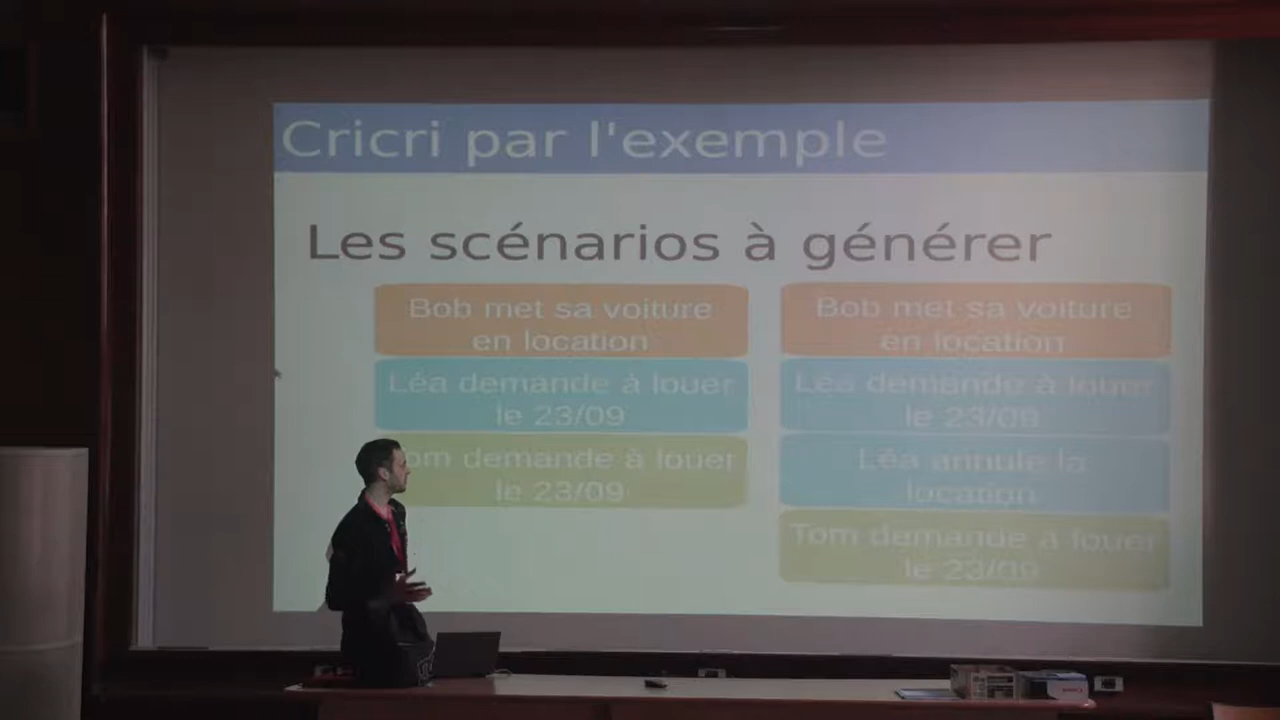 Cricri par l'exemple
Les scénarios à générer
Bob met sa voiture
en location
Léa demande à louer
le 23/09
om demande à louer
le 23/09
Bob met sa voiture
en location
Léa demande à louer
le 23/09
Léa annule la
location
Tom demande à louer
le 23/09